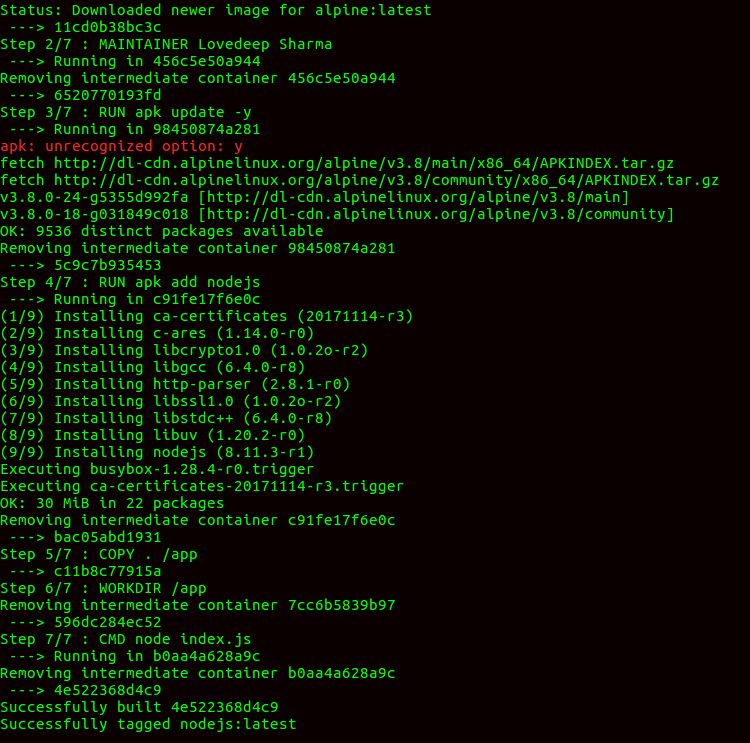 Status: Downloaded newer image for alpine:latest
 ---> 11cd0b38bc3c
Step 2/7 : MAINTAINER Lovedeep Sharma
 ---> Running in 456c5e50a944
Removing intermediate container 456c5e50a944
 ---> 6520770193fd
Step 3/7 : RUN apk update -y
 ---> Running in 98450874a281
apk: unrecognized option: y
fetch http://dl-cdn.alpinelinux.org/alpine/v3.8/main/x86_64/APKINDEX.tar.gz
fetch http://dl-cdn.alpinelinux.org/alpine/v3.8/community/x86_64/APKINDEX.tar.gz
v3.8.0-24-g5355d992fa [http://dl-cdn.alpinelinux.org/alpine/v3.8/main]
v3.8.0-18-g031849c018 [http://dl-cdn.alpinelinux.org/alpine/v3.8/community]
OK: 9536 distinct packages available
Removing intermediate container 98450874a281
 ---> 5c9c7b935453
Step 4/7 : RUN apk add nodejs
 ---> Running in c91fe17f6e0c
(1/9) Installing ca-certificates (20171114-r3)
(2/9) Installing c-ares (1.14.0-r0)
(3/9) Installing libcrypto1.0 (1.0.2o-r2)
(4/9) Installing libgcc (6.4.0-r8)
(5/9) Installing http-parser (2.8.1-r0)
(6/9) Installing libssl1.0 (1.0.2o-r2)
(7/9) Installing libstdc++ (6.4.0-r8)
(8/9) Installing libuv (1.20.2-r0)
(9/9) Installing nodejs (8.11.3-r1)
Executing busybox-1.28.4-r0.trigger
Executing ca-certificates-20171114-r3.trigger
OK: 30 MiB in 22 packages
Removing intermediate container c91fe17f6e0c
 ---> bac05abd1931
Step 5/7 : COPY . /app
 ---> c11b8c77915a
Step 6/7 : WORKDIR /app
Removing intermediate container 7cc6b5839b97
 ---> 596dc284ec52
Step 7/7 : CMD node index.js
 ---> Running in b0aa4a628a9c
Removing intermediate container b0aa4a628a9c
 ---> 4e522368d4c9
Successfully built 4e522368d4c9
Successfully tagged nodejs:latest